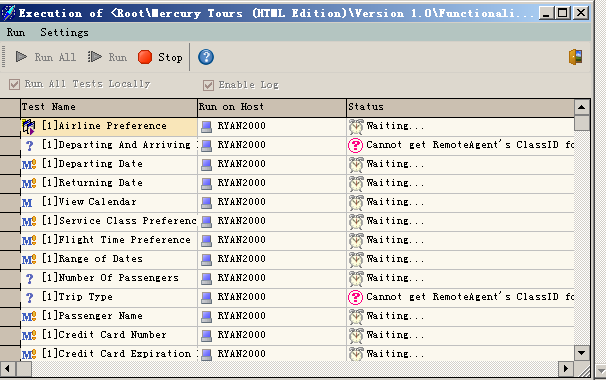 Execution of <Root\Mercury Tours (HTML Edition)\Version 1.0\Functionali...
Run Settings
Run All Run Stop ?
Run All Tests Locally Enable Log
Test Name Run on Host Status
[1]Airline Preference RYAN2000 Waiting...
? [1]Departing And Arriving RYAN2000 ? Cannot get RemoteAgent's ClassID fo
M [1]Departing Date RYAN2000 Waiting...
M [1]Returning Date RYAN2000 Waiting...
M [1]View Calendar RYAN2000 Waiting...
M [1]Service Class Preferenc RYAN2000 Waiting...
M [1]Flight Time Preference RYAN2000 Waiting...
M [1]Range of Dates RYAN2000 Waiting...
? [1]Number Of Passengers RYAN2000 Waiting...
? [1]Trip Type RYAN2000 ? Cannot get RemoteAgent's ClassID fo
M [1]Passenger Name RYAN2000 Waiting...
M [1]Credit Card Number RYAN2000 Waiting...
M [1]Credit Card Expiration RYAN2000 Waiting...